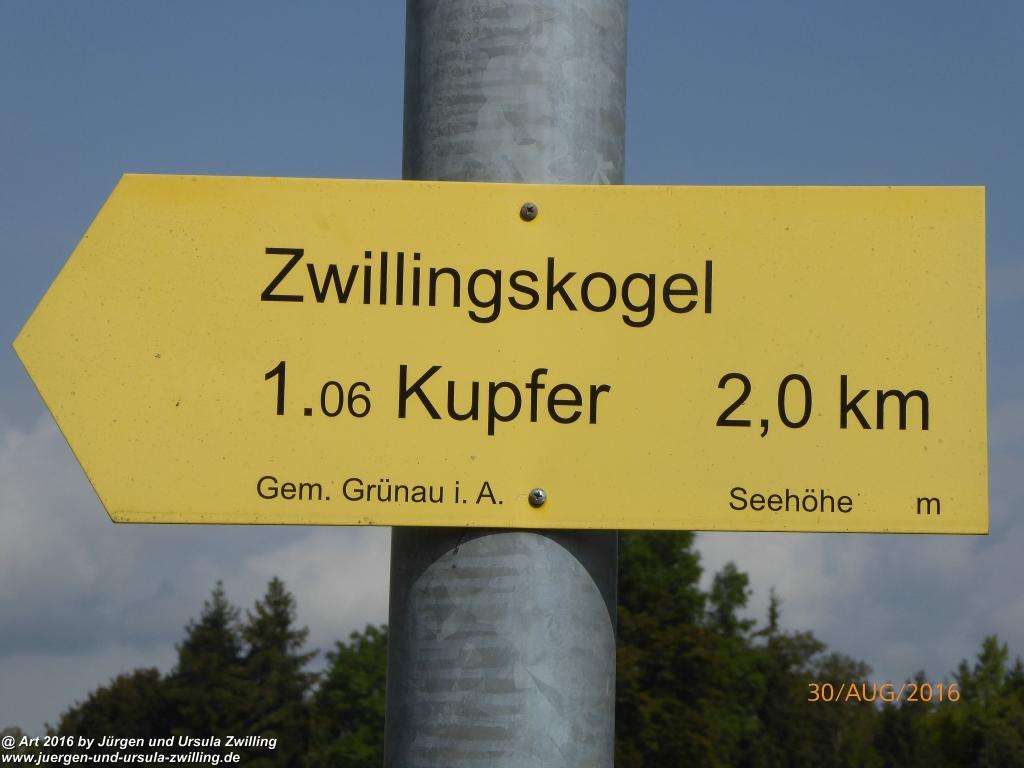 Zwillingskogel
1.06 Kupfer 2,0 km
Gem. Grünau i. A. Seehöhe m
30/AUG/2016
@ Art 2016 by Jürgen und Ursula Zwilling
www.juergen-und-ursula-zwilling.de